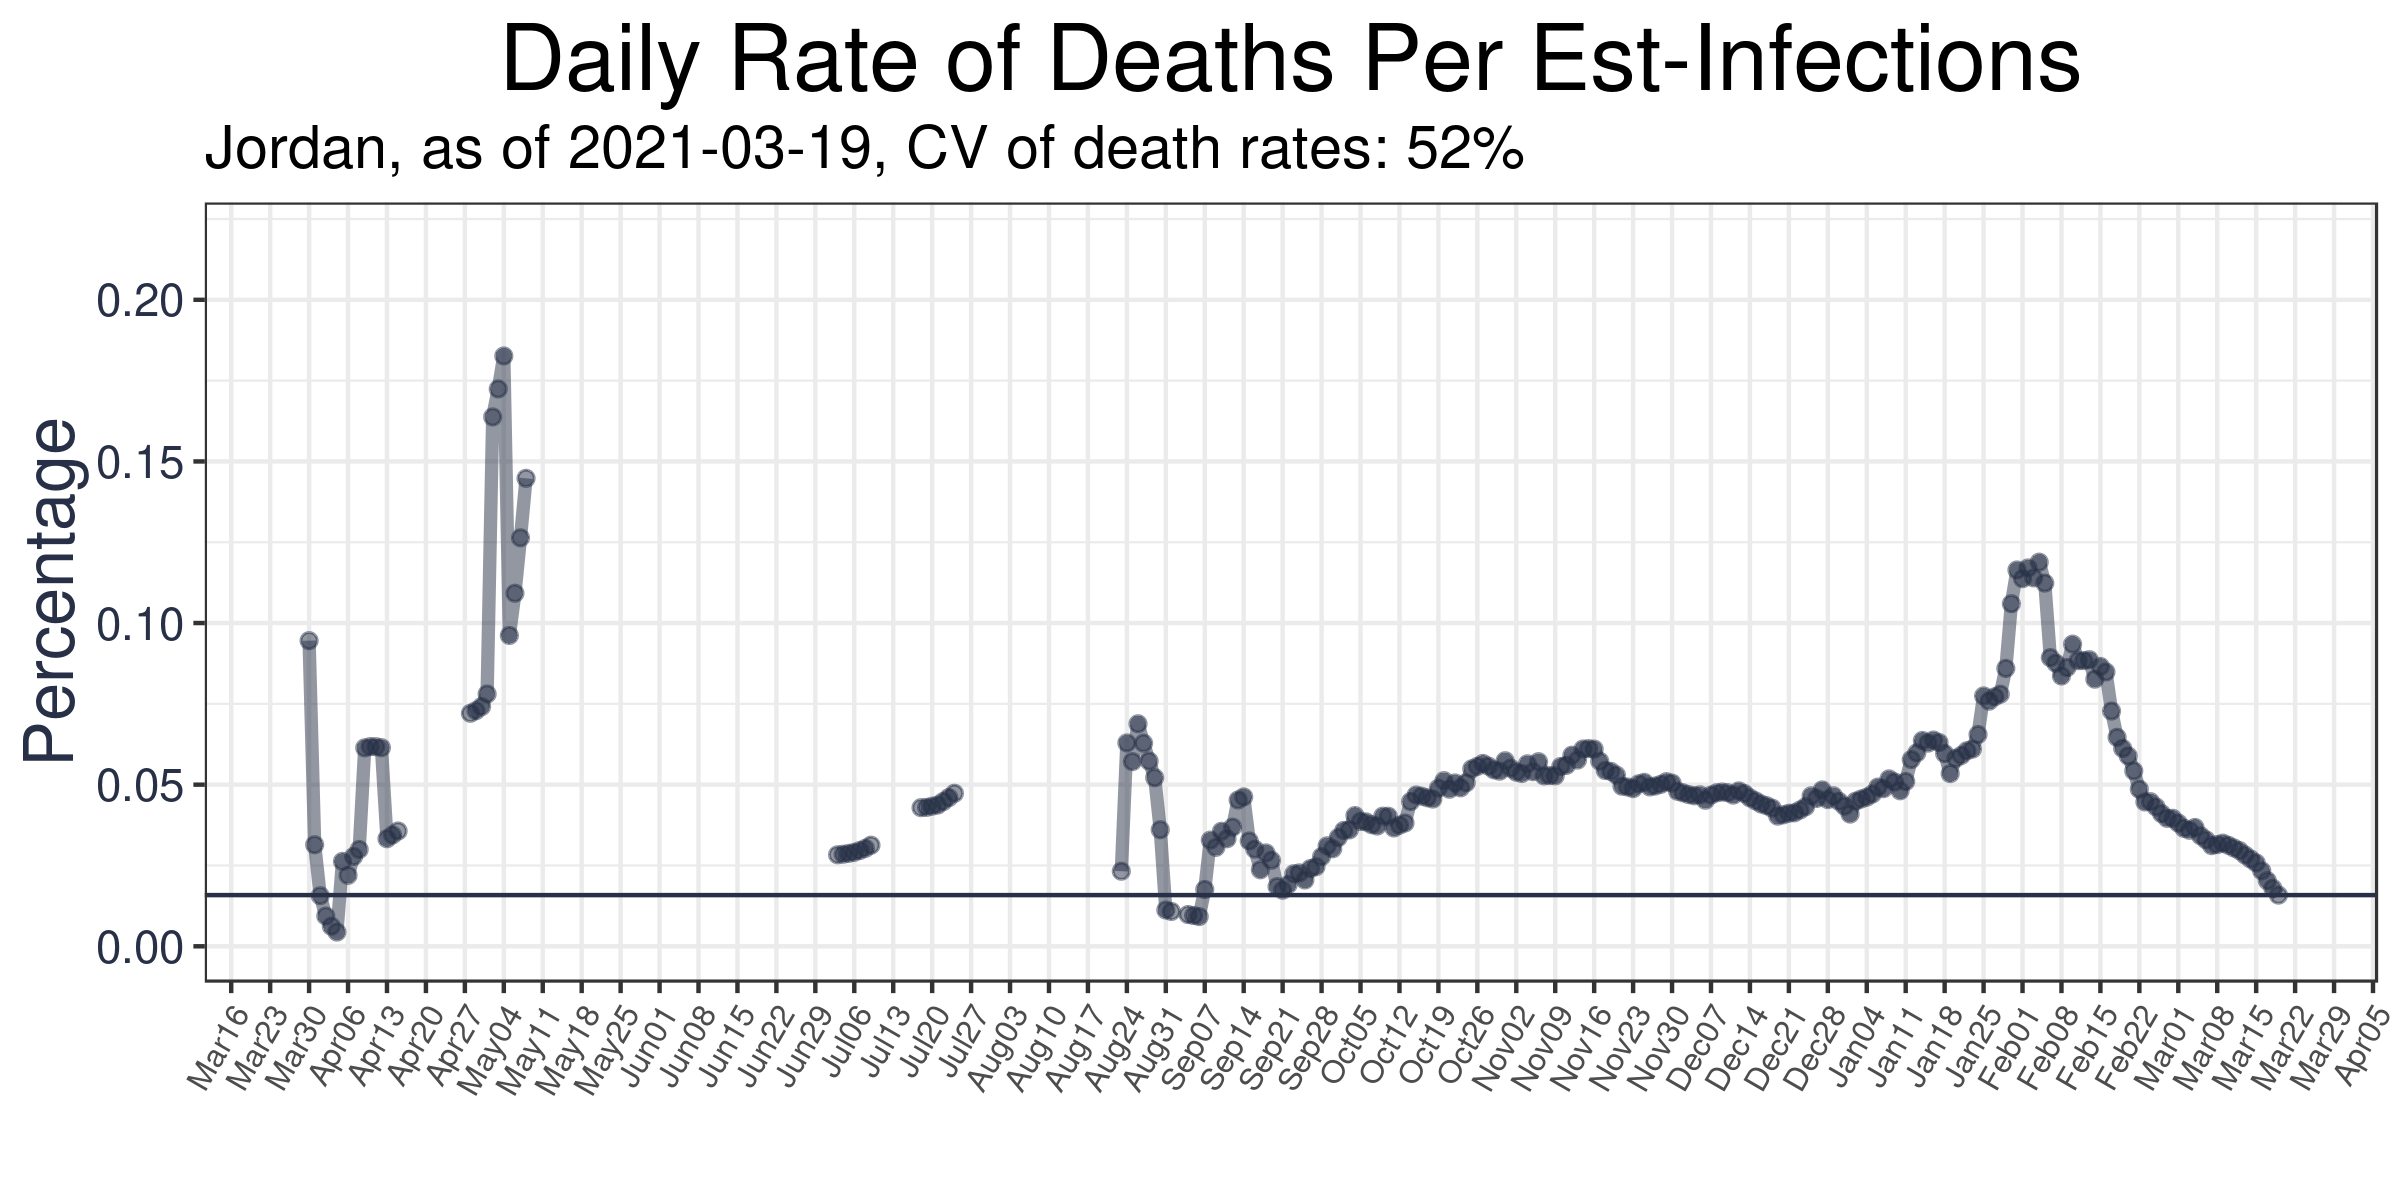 Daily Rate of Deaths Per Est-Infections
Jordan, as of 2021-03-19, CV of death rates: 52%
Percentage
0.20
0.15
0.10
0.05
0.00
Mar16
Mar23
Mar30
Apr06
Apr13
Apr20
Apr27
May04
May11
May18
May25
Jun01
Jun08
Jun15
Jun22
Jun29
Jul06
Jul13
Jul20
Jul27
Aug03
Aug10
Aug17
Aug24
Aug31
Sep07
Sep14
Sep21
Sep28
Oct05
Oct12
Oct19
Oct26
Nov02
Nov09
Nov16
Nov23
Nov30
Dec07
Dec14
Dec21
Dec28
Jan04
Jan11
Jan18
Jan25
Feb01
Feb08
Feb15
Feb22
Mar01
Mar08
Mar15
Mar22
Mar29
Apr05